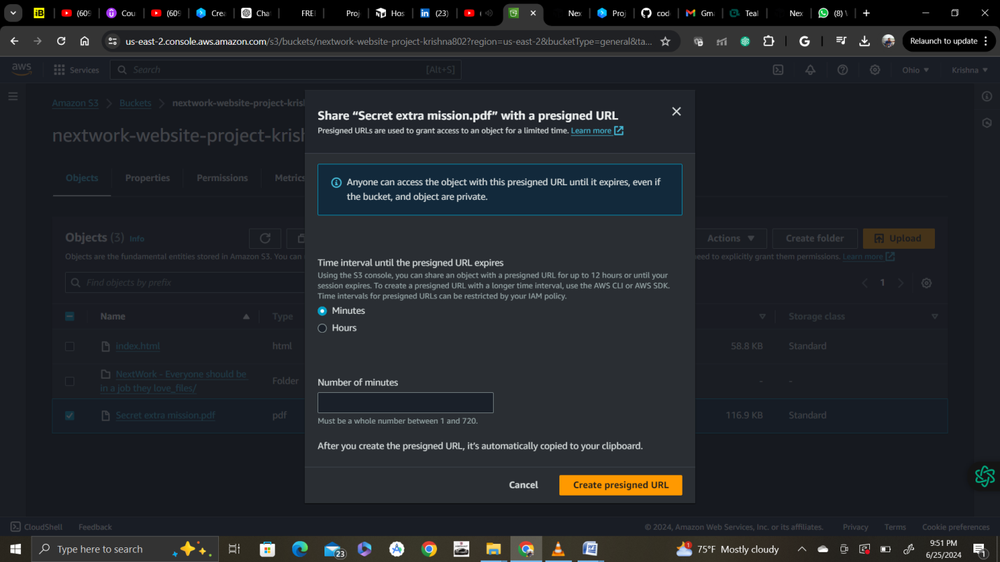 iB
(609
Cou
(609
Crea
Chat
FREI
Proj
Hos
(23)
(
Nex
Proj
code
Gma
Teal
Nex
(8) \
us-east-2.console.aws.amazon.com/s3/buckets/nextwork-website-project-krishna802?region=us-east-2&bucketType=general&ta...
G
Relaunch to update
aws
Services
Search
[Alt+S]
Ohio ▼
Krishna ▼
Amazon S3 > Buckets > nextwork-website-project-krish
nextwork-website-project-krish
Objects
Properties
Permissions
Metrics
Objects (3) Info
Actions ▼
Create folder
Upload
Objects are the fundamental entities stored in Amazon S3. You can
need to explicitly grant them permissions. Learn more
Find objects by prefix
1
Name
Type
Storage class
index.html
html
58.8 KB
Standard
NextWork - Everyone should be
in a job they love_files/
Folder
-
-
Secret extra mission.pdf
pdf
116.9 KB
Standard
Share “Secret extra mission.pdf” with a presigned URL
Presigned URLs are used to grant access to an object for a limited time. Learn more
Anyone can access the object with this presigned URL until it expires, even if
the bucket, and object are private.
Time interval until the presigned URL expires
Using the S3 console, you can share an object with a presigned URL for up to 12 hours or until your
session expires. To create a presigned URL with a longer time interval, use the AWS CLI or AWS SDK.
Time intervals for presigned URLs can be restricted by your IAM policy.
Minutes
Hours
Number of minutes
Must be a whole number between 1 and 720.
After you create the presigned URL, it’s automatically copied to your clipboard.
Cancel
Create presigned URL
CloudShell
Feedback
© 2024, Amazon Web Services, Inc. or its affiliates.
Privacy
Terms
Cookie preferences
Type here to search
23
1
75°F Mostly cloudy
9:51 PM
6/25/2024
1